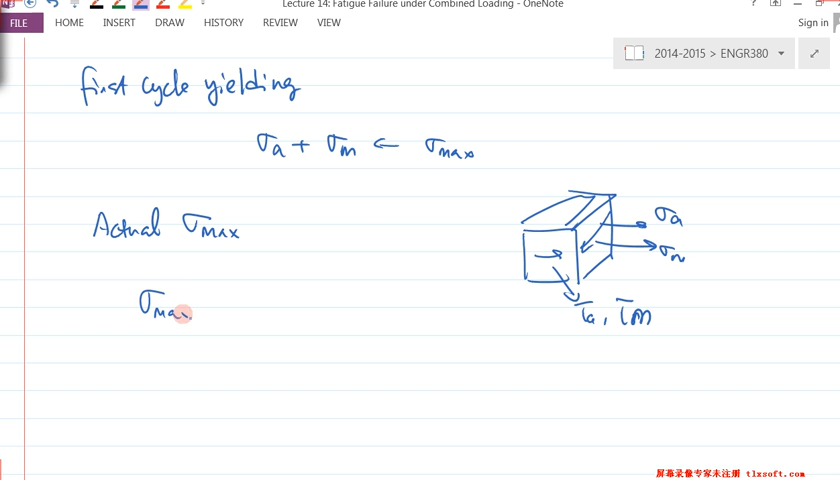 Lecture 14: Fatigue Failure under Combined Loading - OneNote
FILE HOME INSERT DRAW HISTORY REVIEW VIEW Sign in
2014-2015 > ENGR380
first cycle yielding
σa + σm ← σmax
Actual σmax
σa
σm
τa, τm
σmax
屏幕录像专家未注册 tlxsoft.com